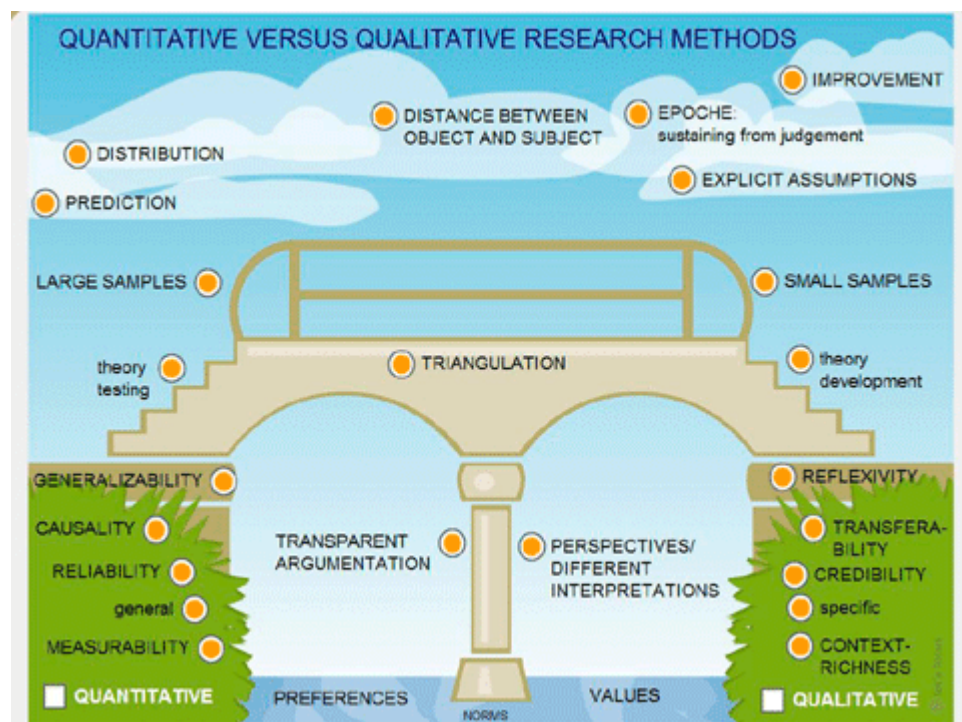 QUANTITATIVE VERSUS QUALITATIVE RESEARCH METHODS
IMPROVEMENT
DISTANCE BETWEEN
OBJECT AND SUBJECT
EPOCHE:
sustaining from judgement
DISTRIBUTION
EXPLICIT ASSUMPTIONS
PREDICTION
LARGE SAMPLES
SMALL SAMPLES
theory
testing
TRIANGULATION
theory
development
GENERALIZABILITY
REFLEXIVITY
CAUSALITY
TRANSPARENT
ARGUMENTATION
PERSPECTIVES/
DIFFERENT
INTERPRETATIONS
TRANSFERA-
BILITY
RELIABILITY
CREDIBILITY
general
specific
MEASURABILITY
CONTEXT-
RICHNESS
QUANTITATIVE
PREFERENCES
NORMS
VALUES
QUALITATIVE